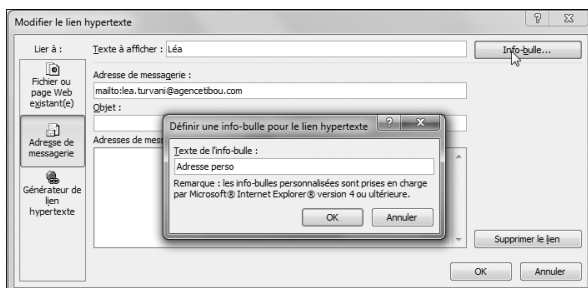 Modifier le lien hypertexte
Lier à :
Texte à afficher : Léa
Info-bulle...
Fichier ou
page Web
existant(e)
Adresse de messagerie :
mailto:lea.turvani@agencetibou.com
Objet :
Adresse de
messagerie
Adresses de mess
Générateur de
lien
hypertexte
Définir une info-bulle pour le lien hypertexte
Texte de l'info-bulle :
Adresse perso
Remarque : les info-bulles personnalisées sont prises en charge
par Microsoft® Internet Explorer® version 4 ou ultérieure.
OK
Annuler
Supprimer le lien
OK
Annuler